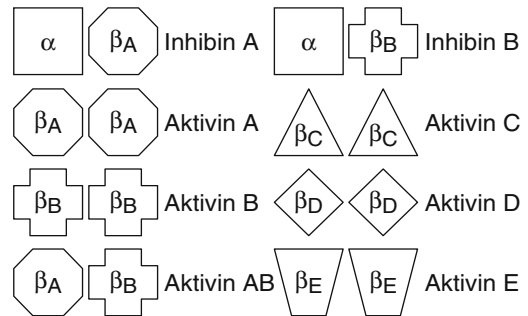 α βA Inhibin A α βB Inhibin B
βA βA Aktivin A βC βC Aktivin C
βB βB Aktivin B βD βD Aktivin D
βA βB Aktivin AB βE βE Aktivin E